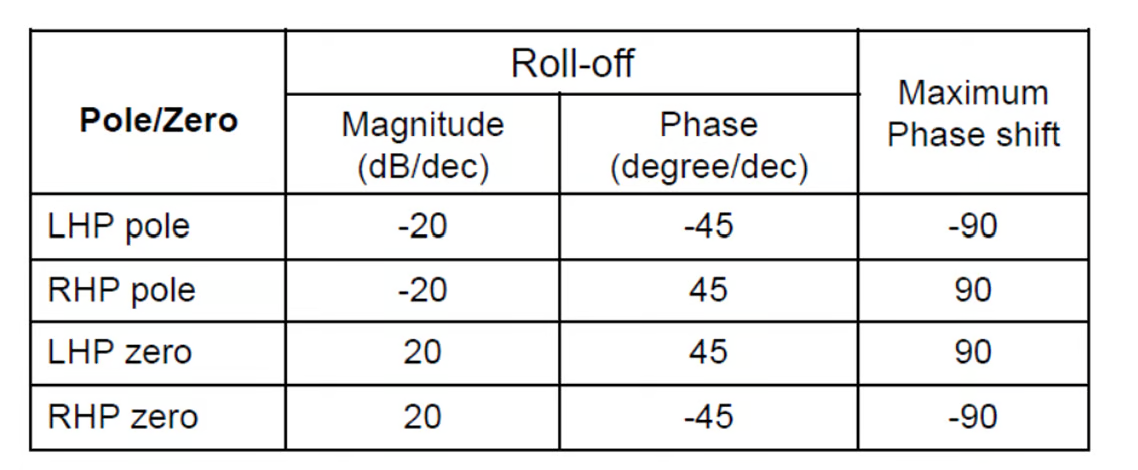 Pole/Zero
Roll-off
Maximum
Phase shift
Magnitude
(dB/dec)
Phase
(degree/dec)
LHP pole -20 -45 -90
RHP pole -20 45 90
LHP zero 20 45 90
RHP zero 20 -45 -90